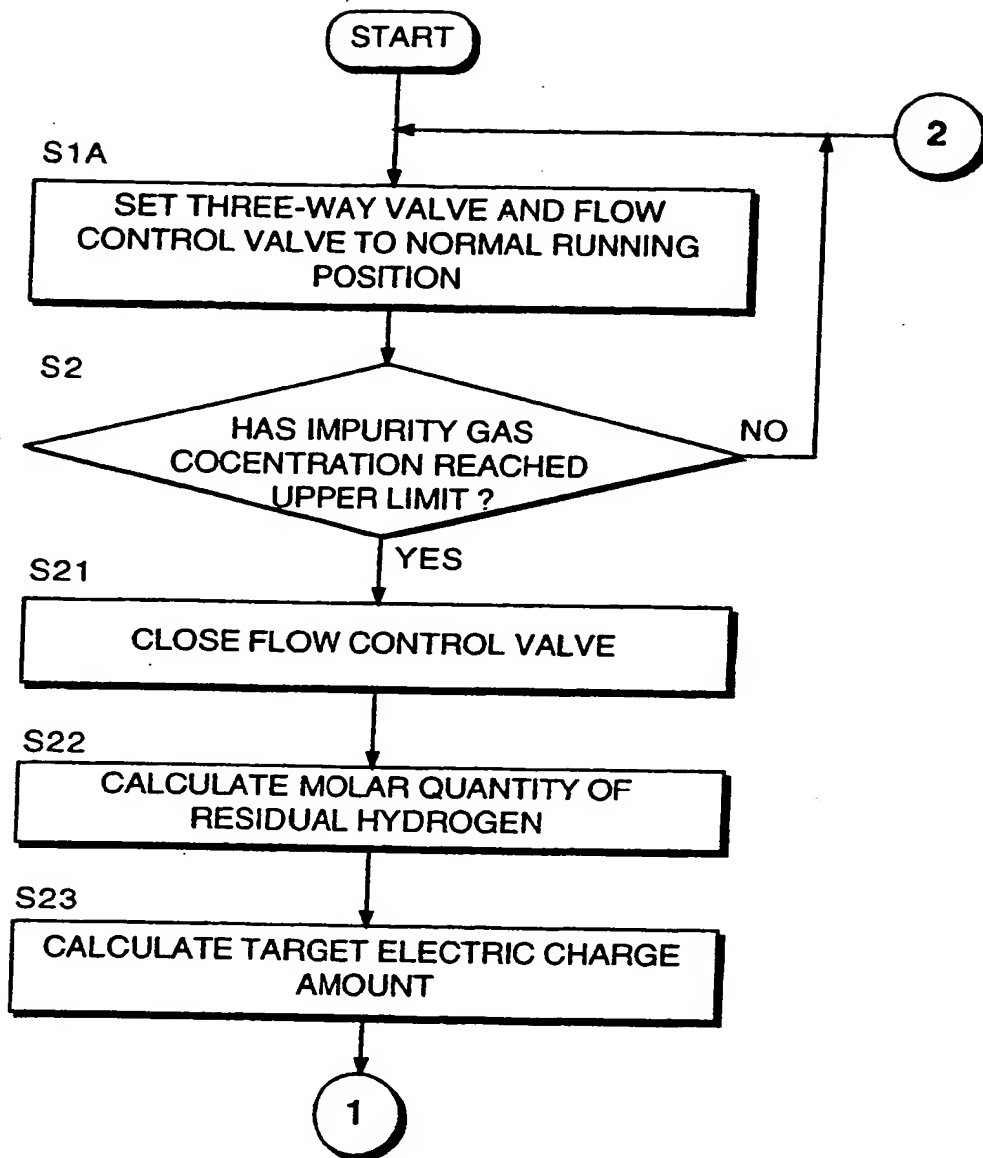 START
2
S1A
SET THREE-WAY VALVE AND FLOW
CONTROL VALVE TO NORMAL RUNNING
POSITION
S2
HAS IMPURITY GAS
COCENTRATION REACHED
UPPER LIMIT ?
NO
YES
S21
CLOSE FLOW CONTROL VALVE
S22
CALCULATE MOLAR QUANTITY OF
RESIDUAL HYDROGEN
S23
CALCULATE TARGET ELECTRIC CHARGE
AMOUNT
1